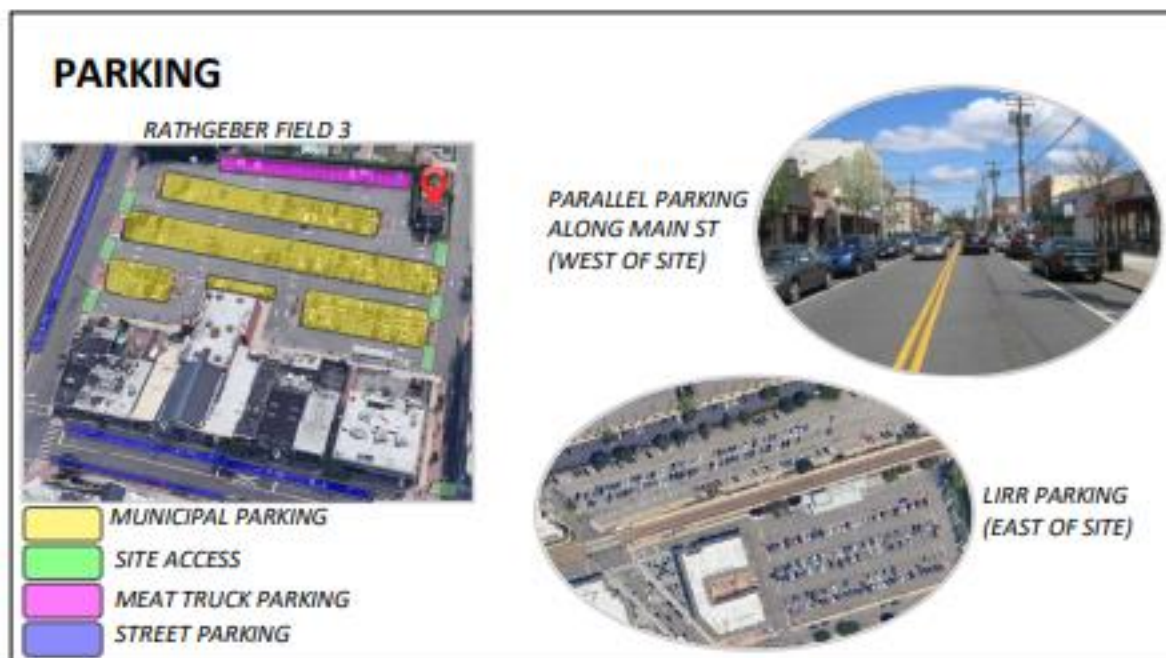 PARKING
RATHGEBER FIELD 3
PARALLEL PARKING
ALONG MAIN ST
(WEST OF SITE)
LIRR PARKING
(EAST OF SITE)
MUNICIPAL PARKING
SITE ACCESS
MEAT TRUCK PARKING
STREET PARKING